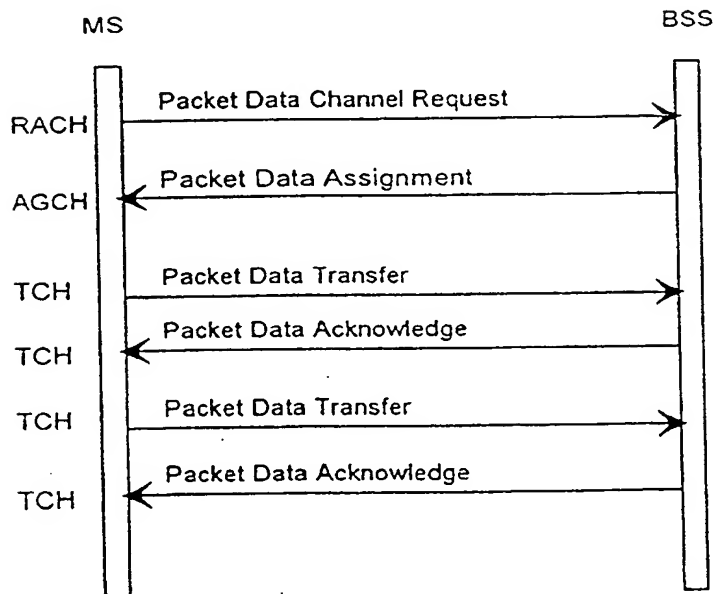 MS
BSS
Packet Data Channel Request
RACH
Packet Data Assignment
AGCH
Packet Data Transfer
TCH
Packet Data Acknowledge
TCH
Packet Data Transfer
TCH
Packet Data Acknowledge
TCH